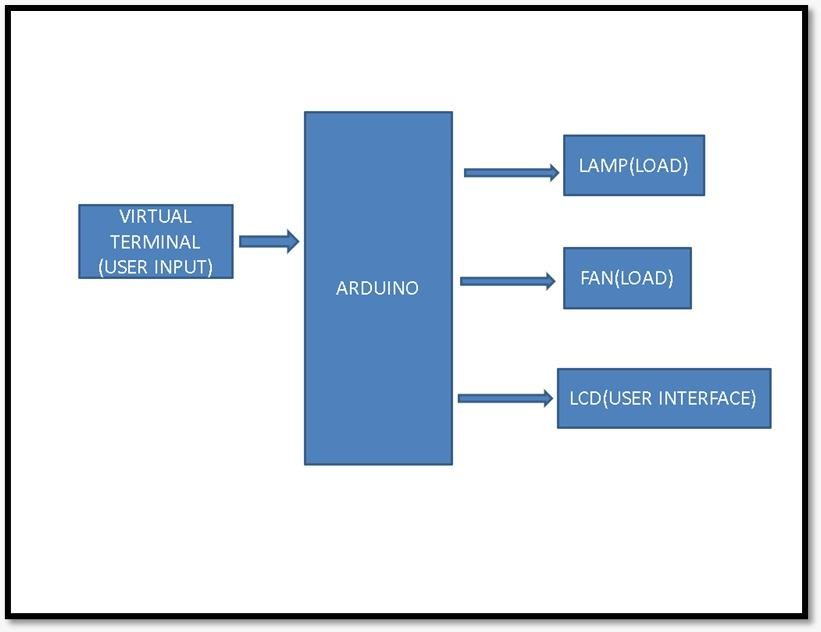 VIRTUAL
TERMINAL
(USER INPUT)
ARDUINO
LAMP(LOAD)
FAN(LOAD)
LCD(USER INTERFACE)